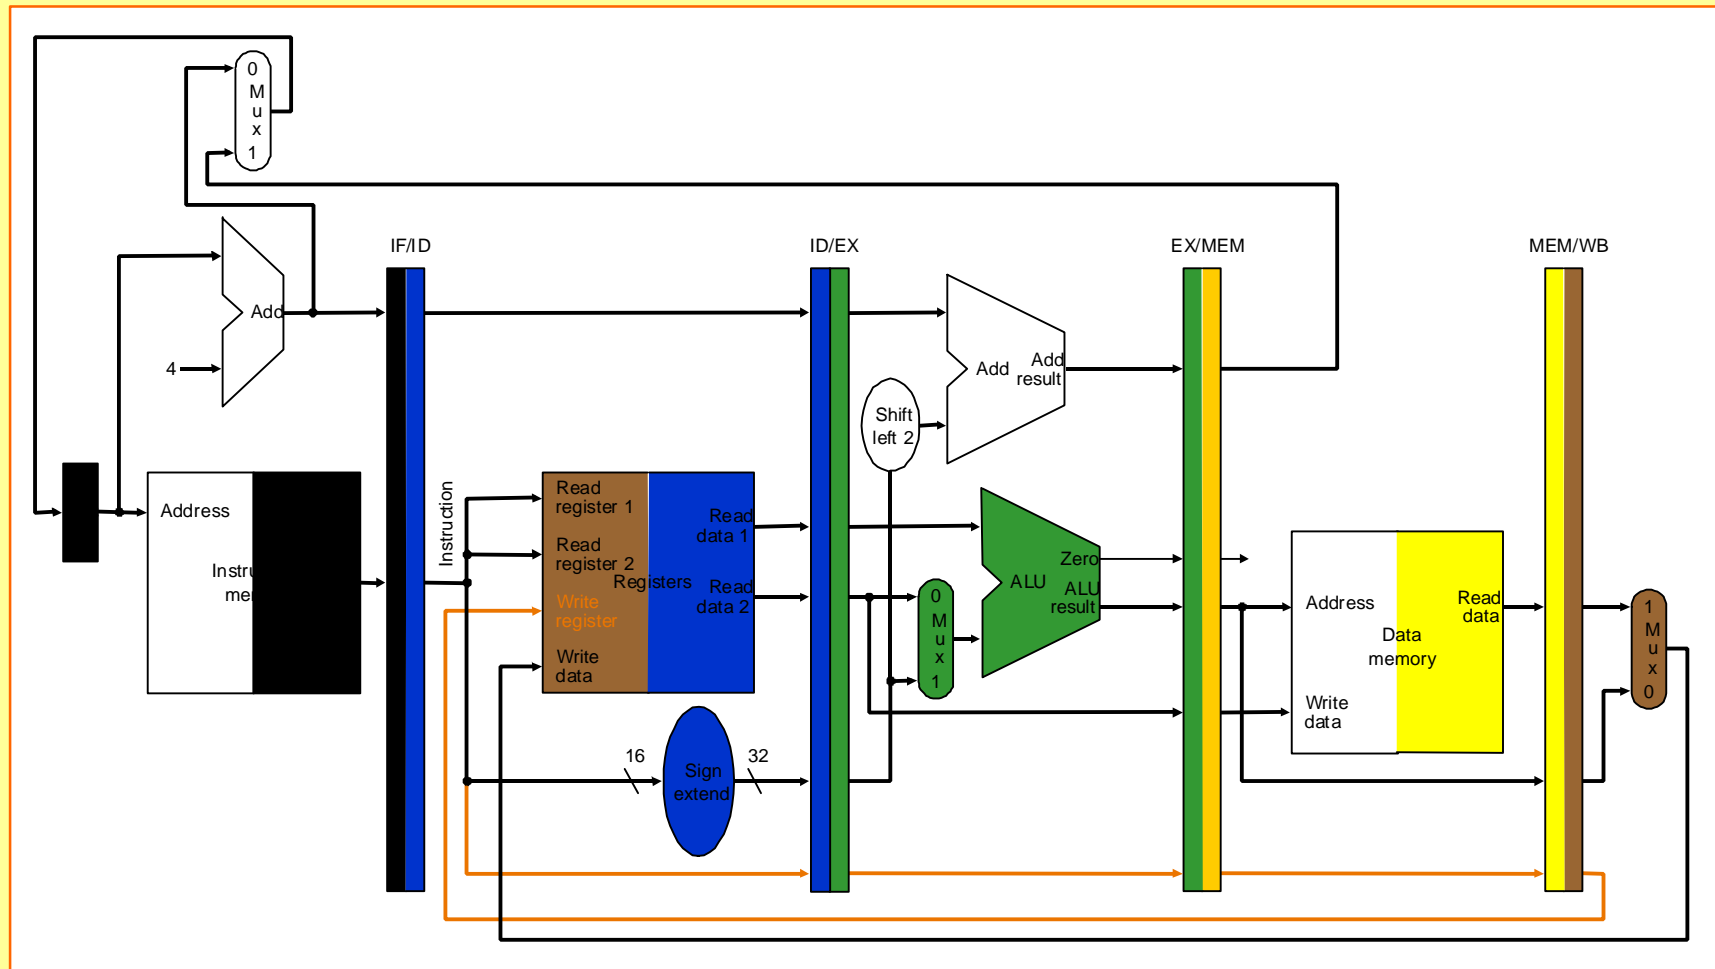 0
M
u
x
1
IF/ID
ID/EX
EX/MEM
MEM/WB
Add
4
Add
Add
result
Shift
left 2
Instruction
Address
Read
register 1
Read
register 2
Registers
Write
register
Write
data
Read
data 1
Read
data 2
0
M
u
x
1
ALU
Zero
ALU
result
Address
Data
memory
Read
data
Write
data
1
M
u
x
0
16
Sign
extend
32